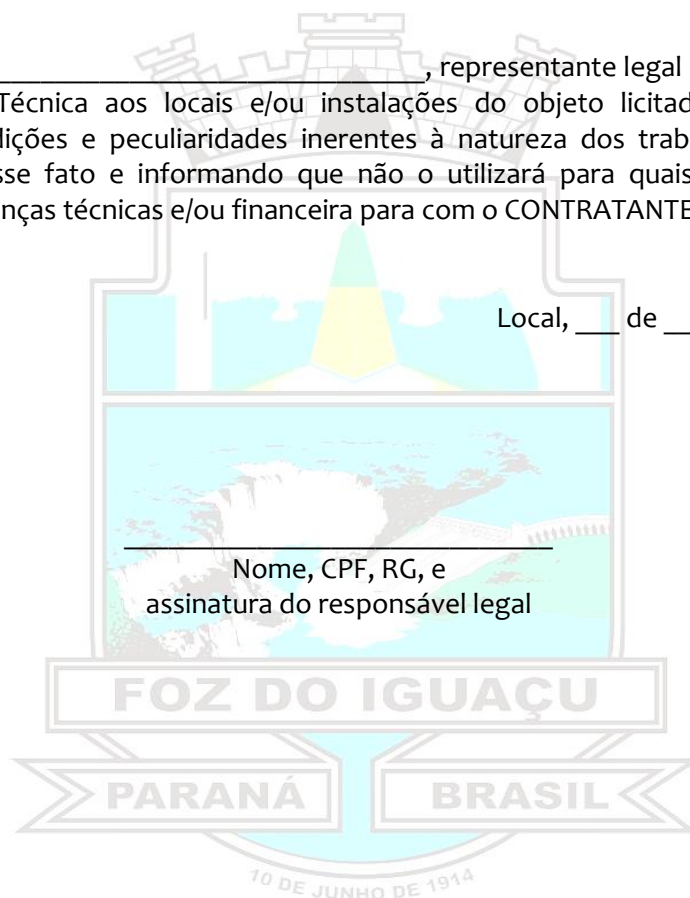 ______________________________, representante legal
Técnica aos locais e/ou instalações do objeto licitad
dições e peculiaridades inerentes à natureza dos trab
sse fato e informando que não o utilizará para quais
nças técnicas e/ou financeira para com o CONTRATANTE
Local, ___ de __
______________________________
Nome, CPF, RG, e
assinatura do responsável legal
FOZ DO IGUAÇU
PARANÁ BRASIL
10 DE JUNHO DE 1914